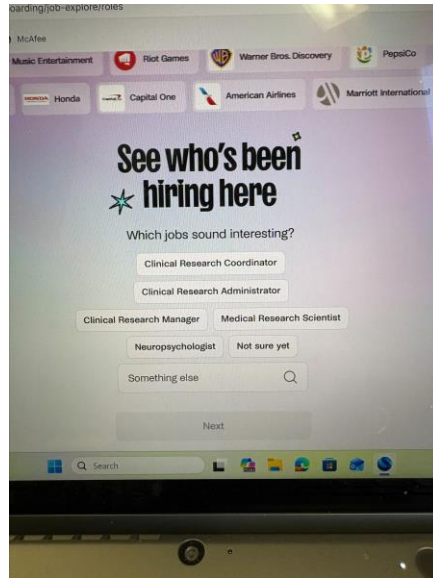 oarding/job-explore/roles
McAfee
Music Entertainment
Riot Games
Warner Bros. Discovery
PepsiCo
HONDA Honda
Capital One
American Airlines
Marriott International
See who's been
hiring here
Which jobs sound interesting?
Clinical Research Coordinator
Clinical Research Administrator
Clinical Research Manager
Medical Research Scientist
Neuropsychologist
Not sure yet
Something else
Next
Search